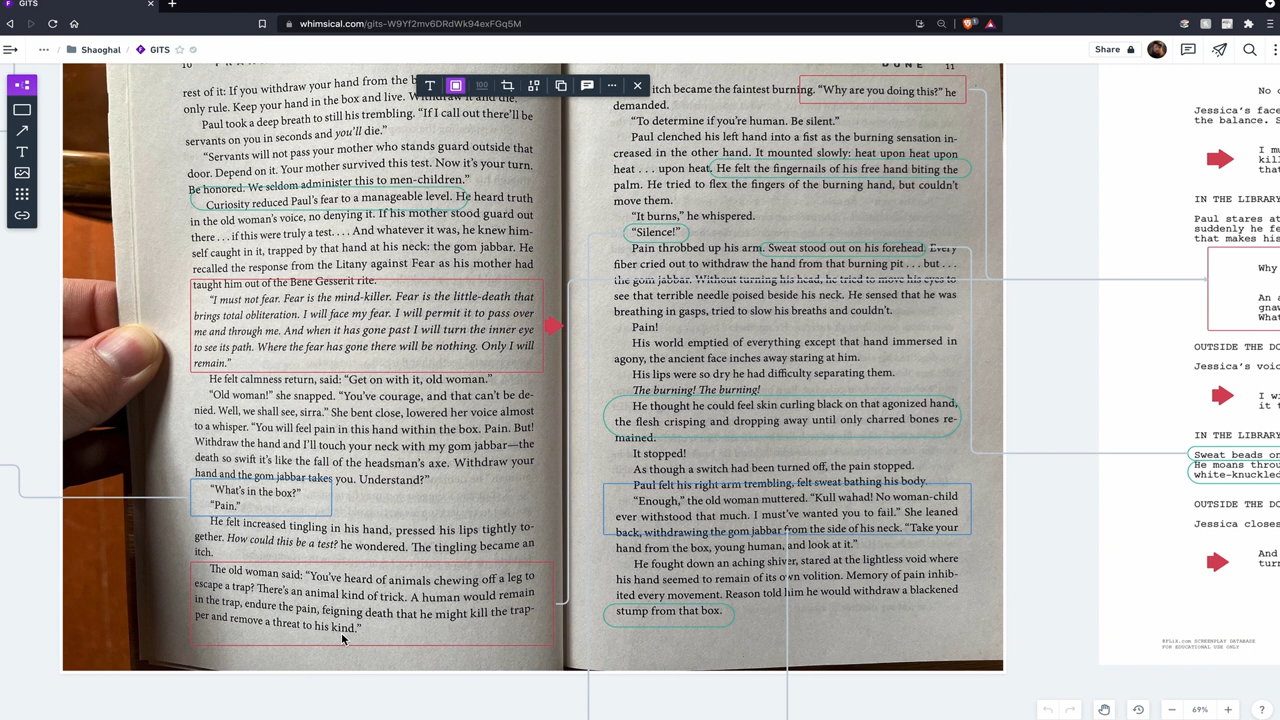 GITS
whimsical.com/gits-W9Yf2mv6DRdWk94exFGq5M
Shaoghal / GITS
Share
10
rest of it: If you withdraw your hand from the
only rule. Keep your hand in the box and live. Withdraw it and die.”
Paul took a deep breath to still his trembling. “If I call out there’ll be
servants on you in seconds and you’ll die.”
“Servants will not pass your mother who stands guard outside that
door. Depend on it. Your mother survived this test. Now it’s your turn.
Be honored. We seldom administer this to men-children.”
Curiosity reduced Paul’s fear to a manageable level. He heard truth
in the old woman’s voice, no denying it. If his mother stood guard out
there . . . if this were truly a test. . . . And whatever it was, he knew him-
self caught in it, trapped by that hand at his neck: the gom jabbar. He
recalled the response from the Litany against Fear as his mother had
taught him out of the Bene Gesserit rite.
“I must not fear. Fear is the mind-killer. Fear is the little-death that
brings total obliteration. I will face my fear. I will permit it to pass over
me and through me. And when it has gone past I will turn the inner eye
to see its path. Where the fear has gone there will be nothing. Only I will
remain.”
He felt calmness return, said: “Get on with it, old woman.”
“Old woman!” she snapped. “You’ve courage, and that can’t be de-
nied. Well, we shall see, sirra.” She bent close, lowered her voice almost
to a whisper. “You will feel pain in this hand within the box. Pain. But!
Withdraw the hand and I’ll touch your neck with my gom jabbar—the
death so swift it’s like the fall of the headsman’s axe. Withdraw your
hand and the gom jabbar takes you. Understand?”
“What’s in the box?”
“Pain.”
He felt increased tingling in his hand, pressed his lips tightly to-
gether. How could this be a test? he wondered. The tingling became an
itch.
The old woman said: “You’ve heard of animals chewing off a leg to
escape a trap? There’s an animal kind of trick. A human would remain
in the trap, endure the pain, feigning death that he might kill the trap-
per and remove a threat to his kind.”
DUNE 11
itch became the faintest burning. “Why are you doing this?” he
demanded.
“To determine if you’re human. Be silent.”
Paul clenched his left hand into a fist as the burning sensation in-
creased in the other hand. It mounted slowly: heat upon heat upon
heat . . . upon heat. He felt the fingernails of his free hand biting the
palm. He tried to flex the fingers of the burning hand, but couldn’t
move them.
“It burns,” he whispered.
“Silence!”
Pain throbbed up his arm. Sweat stood out on his forehead. Every
fiber cried out to withdraw the hand from that burning pit . . . but . . .
the gom jabbar. Without turning his head, he tried to move his eyes to
see that terrible needle poised beside his neck. He sensed that he was
breathing in gasps, tried to slow his breaths and couldn’t.
Pain!
His world emptied of everything except that hand immersed in
agony, the ancient face inches away staring at him.
His lips were so dry he had difficulty separating them.
The burning! The burning!
He thought he could feel skin curling black on that agonized hand,
the flesh crisping and dropping away until only charred bones re-
mained.
It stopped!
As though a switch had been turned off, the pain stopped.
Paul felt his right arm trembling, felt sweat bathing his body.
“Enough,” the old woman muttered. “Kull wahad! No woman-child
ever withstood that much. I must’ve wanted you to fail.” She leaned
back, withdrawing the gom jabbar from the side of his neck. “Take your
hand from the box, young human, and look at it.”
He fought down an aching shiver, stared at the lightless void where
his hand seemed to remain of its own volition. Memory of pain inhib-
ited every movement. Reason told him he would withdraw a blackened
stump from that box.
No
Jessica's face
the balance. S
I mu
kill
that
IN THE LIBRARY
Paul stares at
suddenly he fe
that makes his
Why
An a
gnaw
What
OUTSIDE THE DO
Jessica's voic
I wi
it t
IN THE LIBRARY
Sweat beads on
He moans throu
white-knuckled
OUTSIDE THE DO
Jessica closes
And
turn
8FLiX.com SCREENPLAY DATABASE
FOR EDUCATIONAL USE ONLY
69%